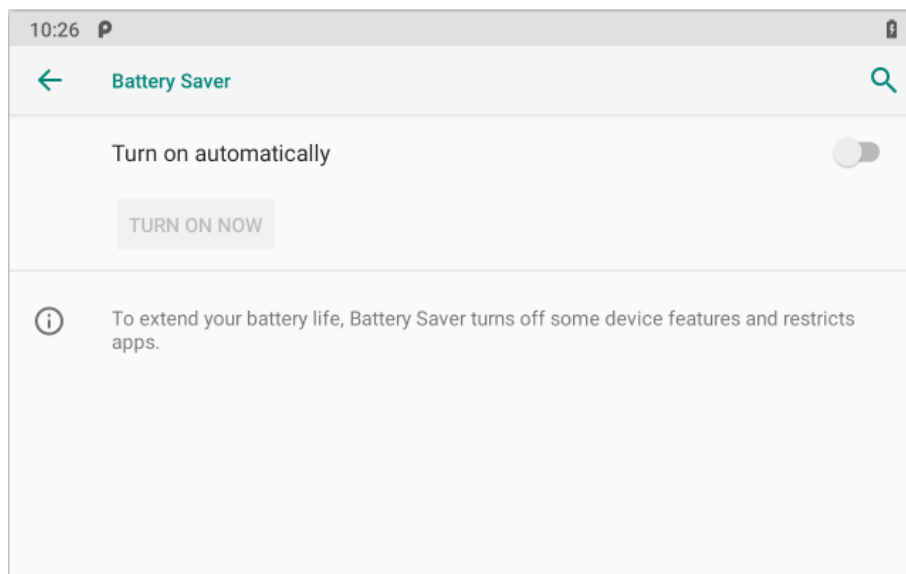 10:26
Battery Saver
Turn on automatically
TURN ON NOW
To extend your battery life, Battery Saver turns off some device features and restricts
apps.